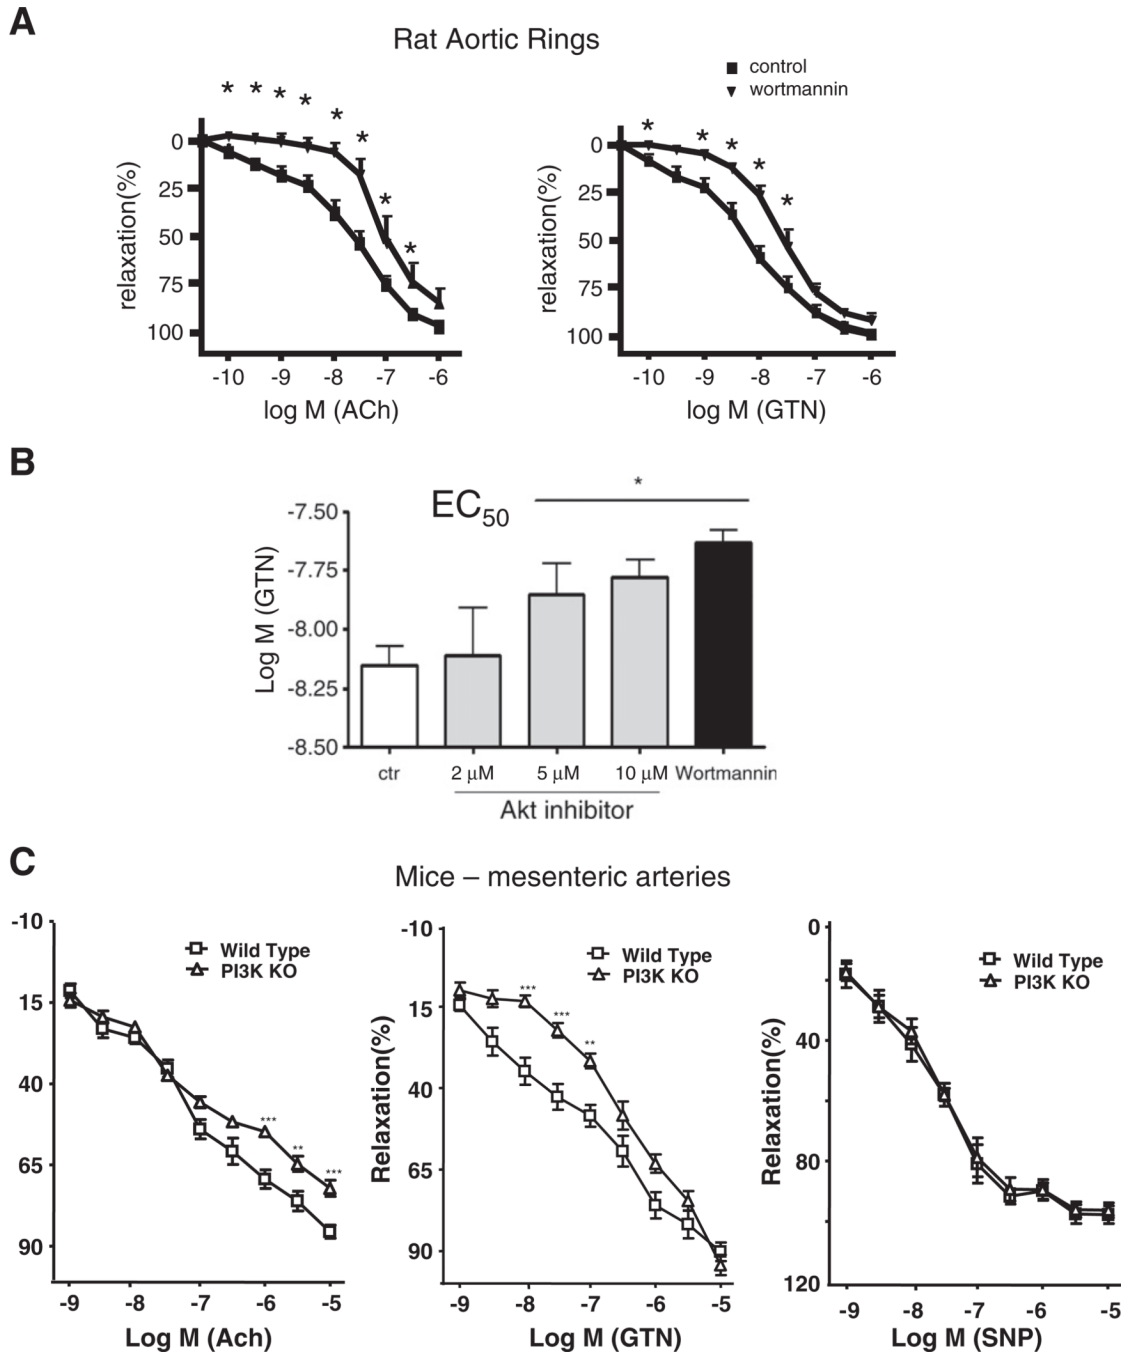 A
Rat Aortic Rings
control
wortmannin
* * * * * * * *
relaxation(%)
0
25
50
75
100
-10 -9 -8 -7 -6
log M (ACh)
* * * * *
relaxation(%)
0
25
50
75
100
-10 -9 -8 -7 -6
log M (GTN)
B
EC50
*
Log M (GTN)
-7.50
-7.75
-8.00
-8.25
-8.50
ctr 2 μM 5 μM 10 μM Wortmannin
Akt inhibitor
C
Mice – mesenteric arteries
-10
15
40
65
90
Wild Type
PI3K KO
*** ** ***
-9 -8 -7 -6 -5
Log M (Ach)
Relaxation(%)
-10
15
40
65
90
Wild Type
PI3K KO
*** *** **
-9 -8 -7 -6 -5
Log M (GTN)
Relaxation(%)
0
40
80
120
Wild Type
PI3K KO
-9 -8 -7 -6 -5
Log M (SNP)